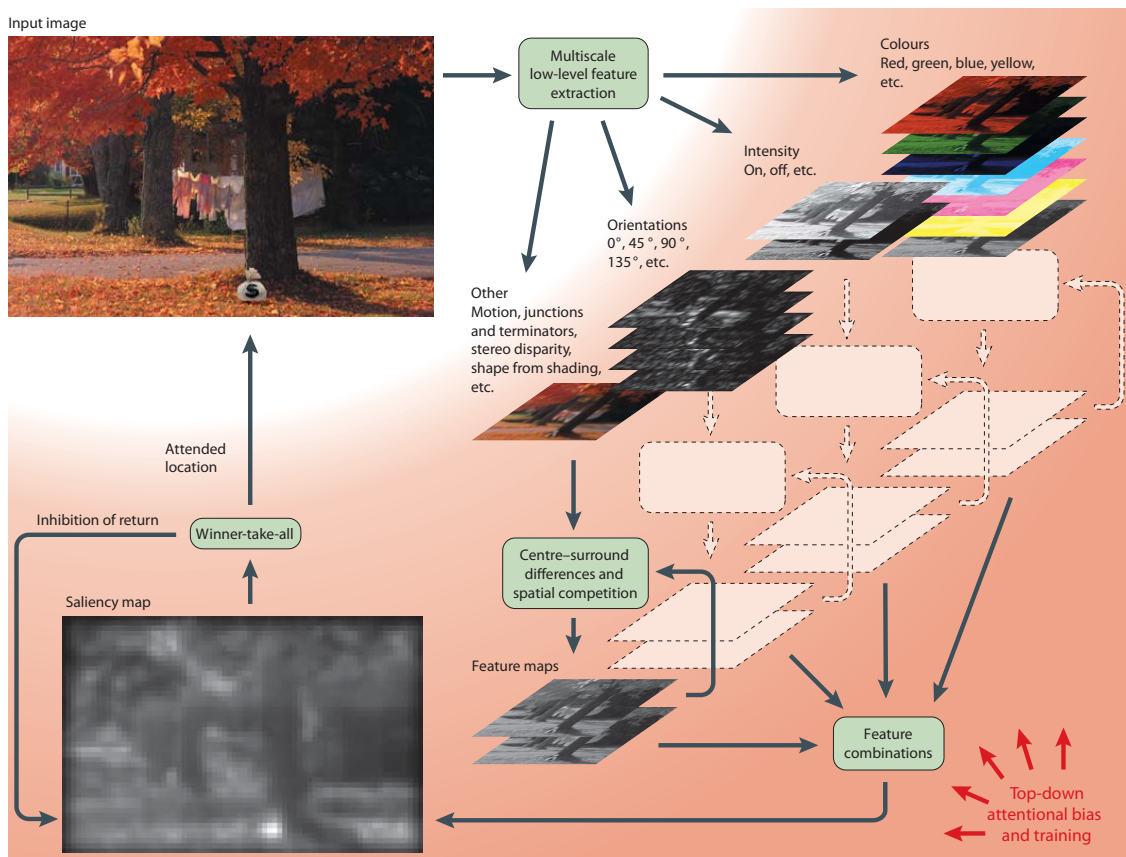 Input image
Multiscale
low-level feature
extraction
Colours
Red, green, blue, yellow,
etc.
Intensity
On, off, etc.
Orientations
0°, 45 °, 90 °,
135°, etc.
Other
Motion, junctions
and terminators,
stereo disparity,
shape from shading,
etc.
$
Attended
location
Inhibition of return
Winner-take-all
Centre–surround
differences and
spatial competition
Saliency map
Feature maps
Feature
combinations
Top-down
attentional bias
and training